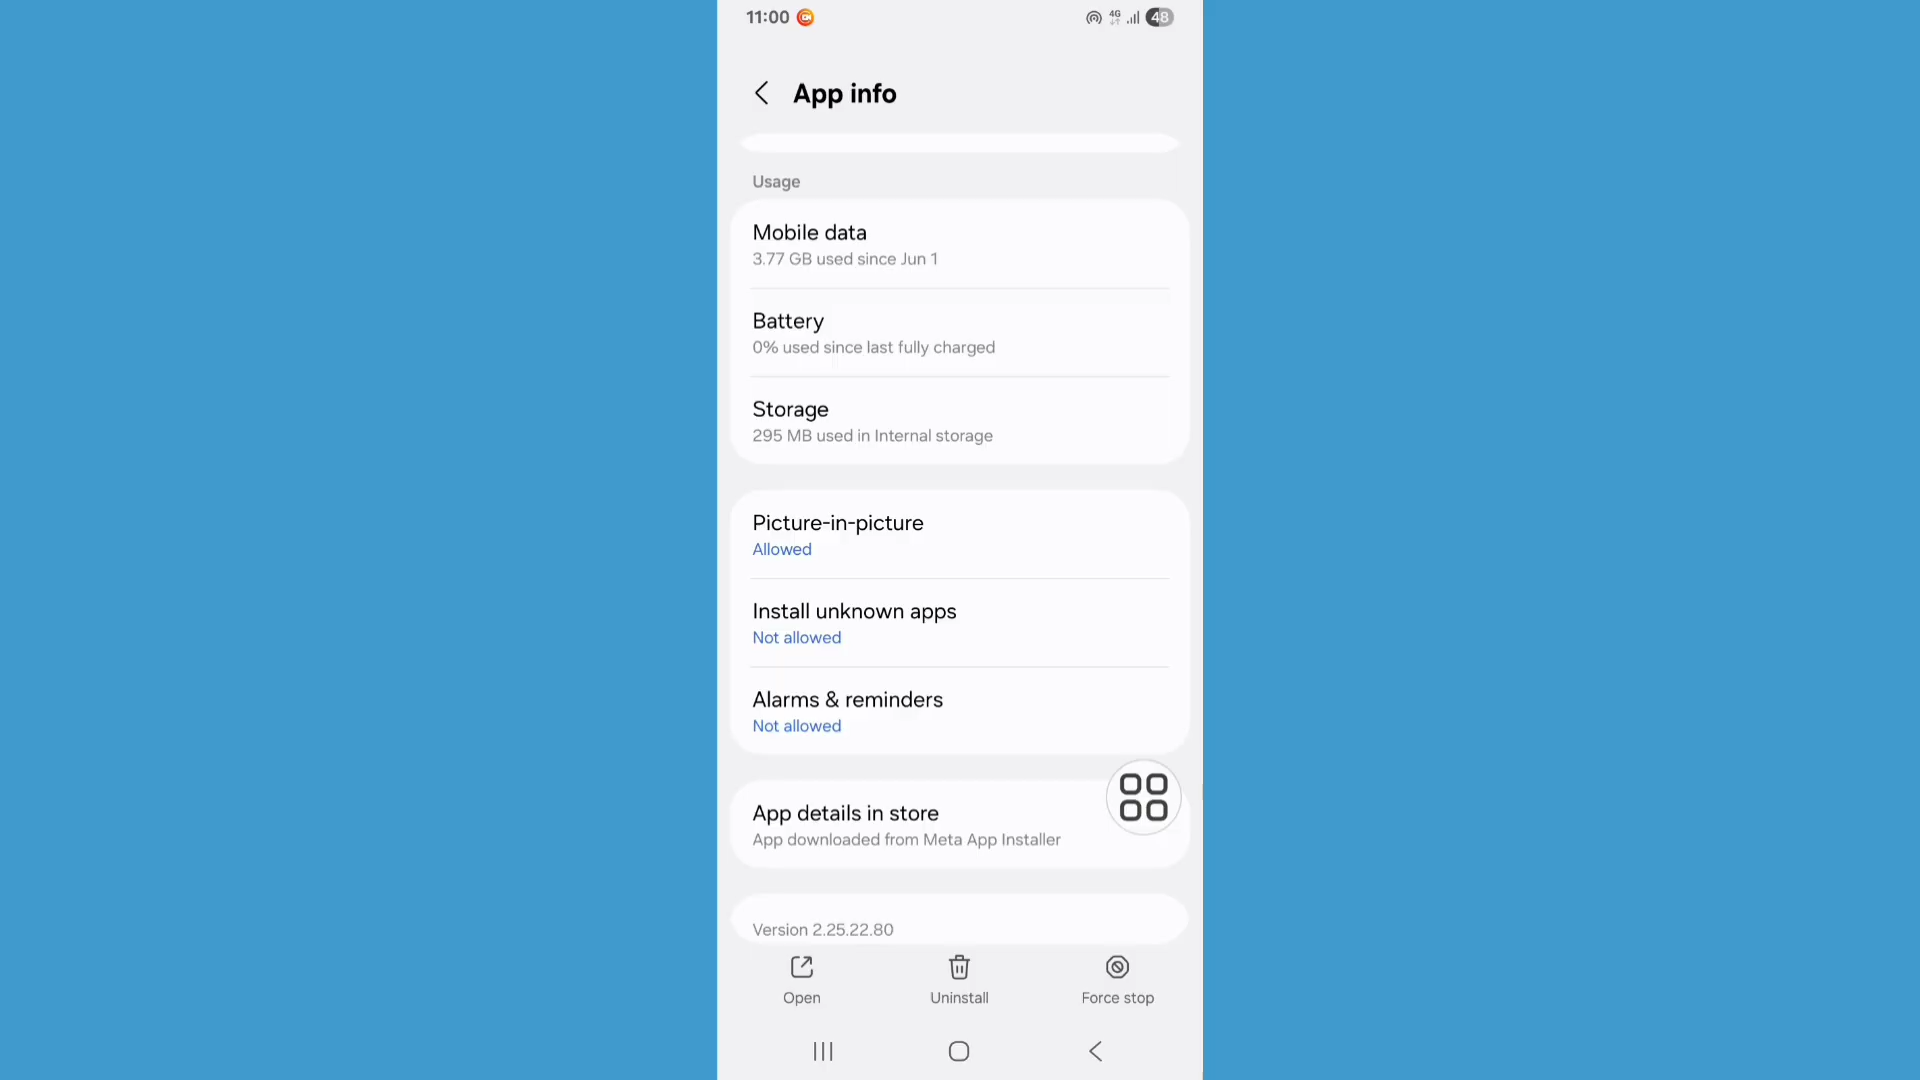 11:00
4G
48
App info
Usage
Mobile data
3.77 GB used since Jun 1
Battery
0% used since last fully charged
Storage
295 MB used in Internal storage
Picture-in-picture
Allowed
Install unknown apps
Not allowed
Alarms & reminders
Not allowed
App details in store
App downloaded from Meta App Installer
Version 2.25.22.80
Open
Uninstall
Force stop